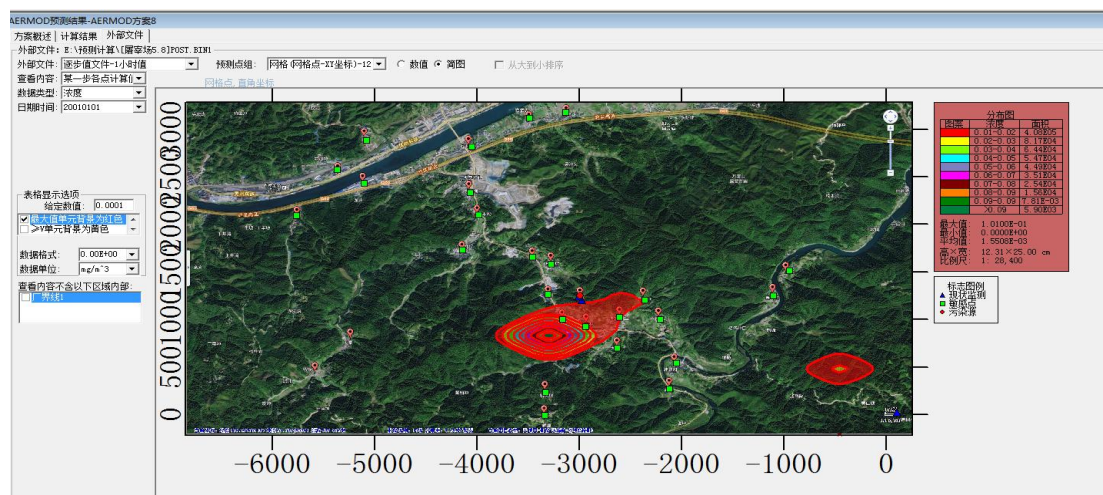 AERMOD预测结果-AERMOD方案8
方案概述 计算结果 外部文件
外部文件: E:\预测计算\[屠宰场5.8]POST.BIN1
外部文件: 逐步值文件-1小时值 预测点组: 网格(网格点-XY坐标)-12 数值 简图 从大到小排序
查看内容: 某一步各点计算(
数据类型: 浓度
日期时间: 20010101
网格点,直角坐标
表格显示选项
给定数值: 0.0001
最大值单元背景为红色
≥Y单元背景为黄色
数据格式: 0.00E+00
数据单位: mg/m^3
查看内容不含以下区域内部:
厂界线1
0 500 1000 1500 2000 2500 3000
-6000 -5000 -4000 -3000 -2000 -1000 0
分布图
图案 浓度 面积
0.01-0.02 4.08E05
0.02-0.03 8.17E04
0.03-0.04 6.44E04
0.04-0.05 5.47E04
0.05-0.06 4.49E04
0.06-0.07 3.51E04
0.07-0.08 2.54E04
0.08-0.09 1.56E04
0.09-0.09 7.81E-03
>0.09 5.90E03
最大值: 1.0100E-01
最小值: 0.0000E+00
平均值: 1.5508E-03
高×宽: 12.31×25.00 cm
比例尺: 1: 28,400
标志图例
现状监测
敏感点
污染源